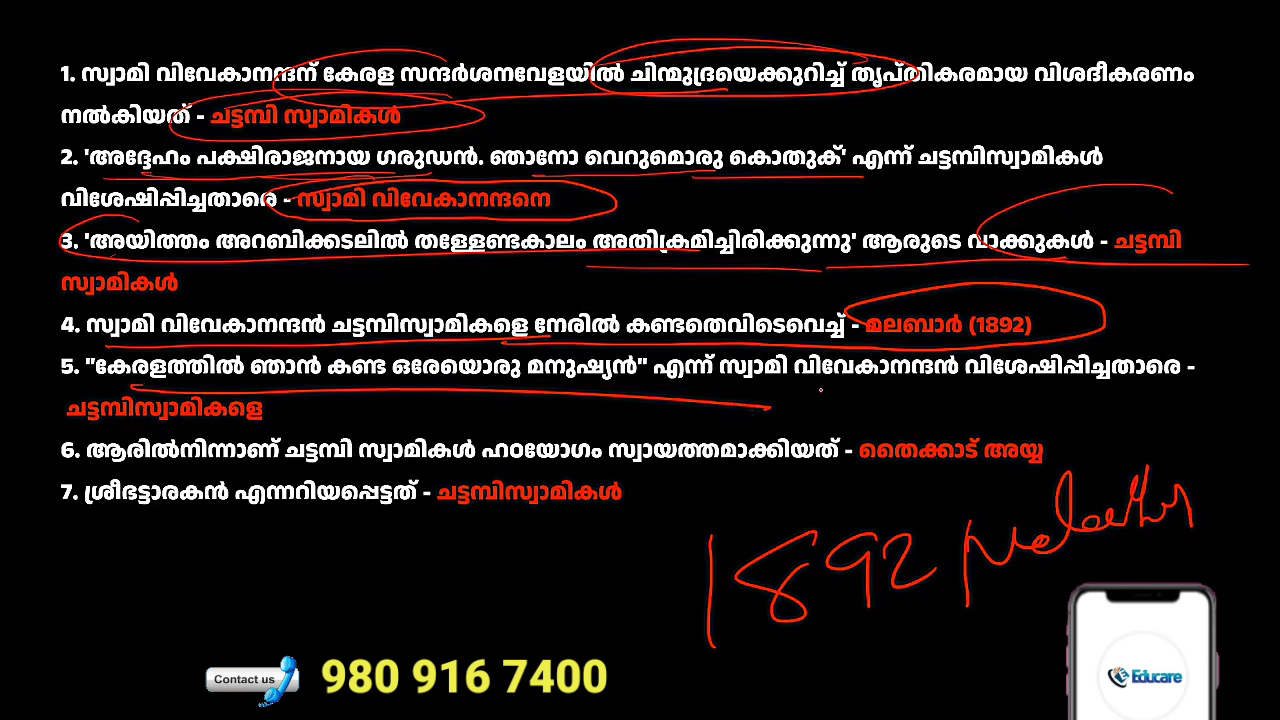 1. സ്വാമി വിവേകാനന്ദന് കേരള സന്ദർശനവേളയിൽ ചിന്മുദ്രയെക്കുറിച്ച് തൃപ്തികരമായ വിശദീകരണം
നൽകിയത് - ചട്ടമ്പി സ്വാമികൾ
2. 'അദ്ദേഹം പക്ഷിരാജനായ ഗരുഡൻ. ഞാനോ വെറുമൊരു കൊതുക്' എന്ന് ചട്ടമ്പിസ്വാമികൾ
വിശേഷിപ്പിച്ചതാരെ - സ്വാമി വിവേകാനന്ദനെ
3. 'അയിത്തം അറബിക്കടലിൽ തള്ളേണ്ടകാലം അതിക്രമിച്ചിരിക്കുന്നു' ആരുടെ വാക്കുകൾ - ചട്ടമ്പി
സ്വാമികൾ
4. സ്വാമി വിവേകാനന്ദൻ ചട്ടമ്പിസ്വാമികളെ നേരിൽ കണ്ടതെവിടെവെച്ച് - മലബാർ (1892)
5. "കേരളത്തിൽ ഞാൻ കണ്ട ഒരേയൊരു മനുഷ്യൻ" എന്ന് സ്വാമി വിവേകാനന്ദൻ വിശേഷിപ്പിച്ചതാരെ -
ചട്ടമ്പിസ്വാമികളെ
6. ആരിൽനിന്നാണ് ചട്ടമ്പി സ്വാമികൾ ഹഠയോഗം സ്വായത്തമാക്കിയത് - തൈക്കാട് അയ്യ
7. ശ്രീഭട്ടാരകൻ എന്നറിയപ്പെട്ടത് - ചട്ടമ്പിസ്വാമികൾ
1892
Contact us 980 916 7400
Educare